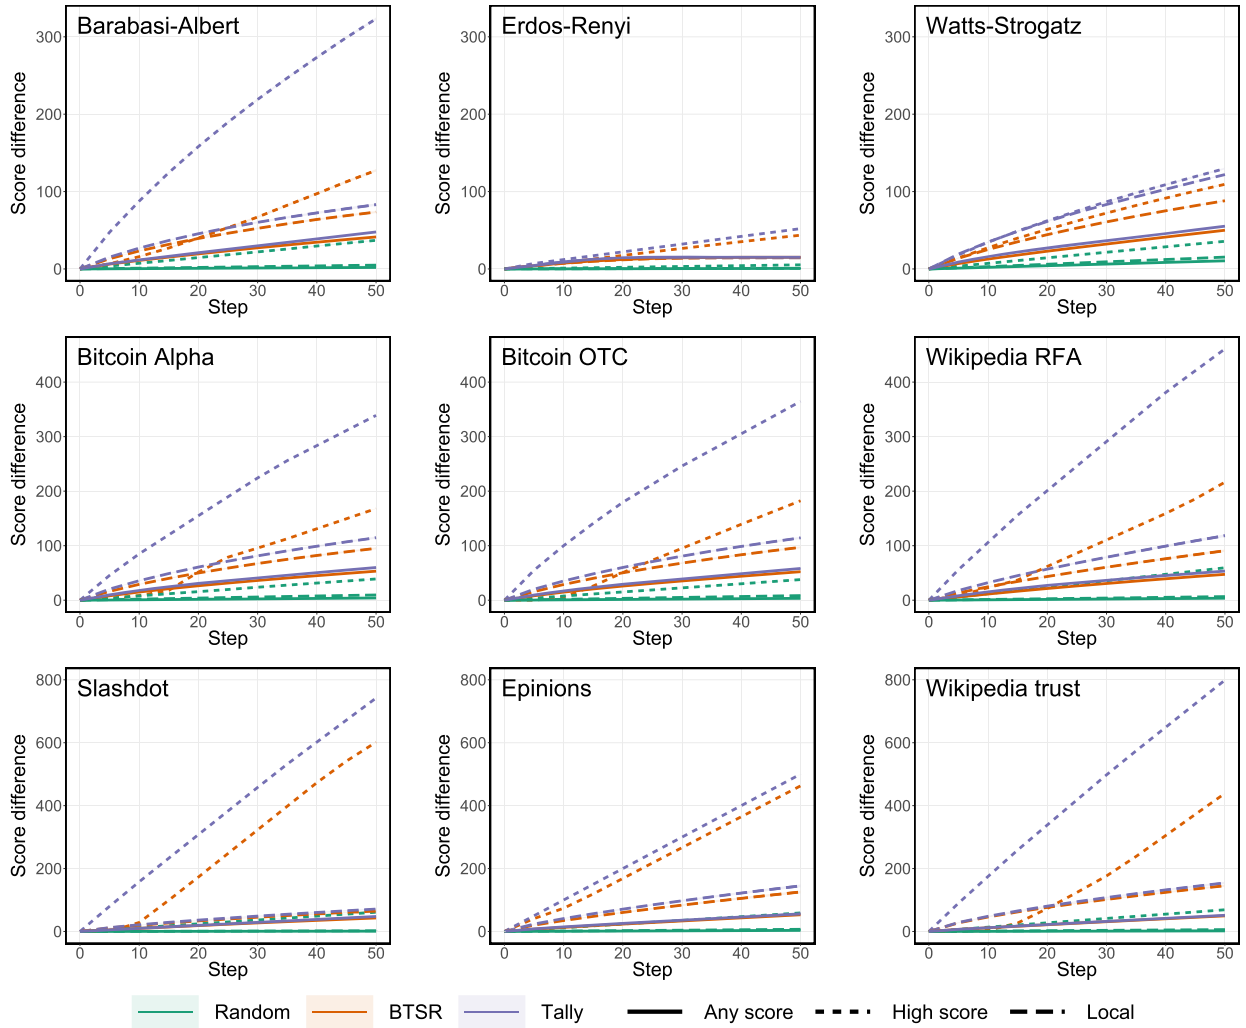 Barabasi-Albert
Erdos-Renyi
Watts-Strogatz
300
200
100
0
Score difference
0 10 20 30 40 50
Step
300
200
100
0
Score difference
0 10 20 30 40 50
Step
300
200
100
0
Score difference
0 10 20 30 40 50
Step
Bitcoin Alpha
Bitcoin OTC
Wikipedia RFA
400
300
200
100
0
Score difference
0 10 20 30 40 50
Step
400
300
200
100
0
Score difference
0 10 20 30 40 50
Step
400
300
200
100
0
Score difference
0 10 20 30 40 50
Step
Slashdot
Epinions
Wikipedia trust
800
600
400
200
0
Score difference
0 10 20 30 40 50
Step
800
600
400
200
0
Score difference
0 10 20 30 40 50
Step
800
600
400
200
0
Score difference
0 10 20 30 40 50
Step
Random BTSR Tally Any score High score Local